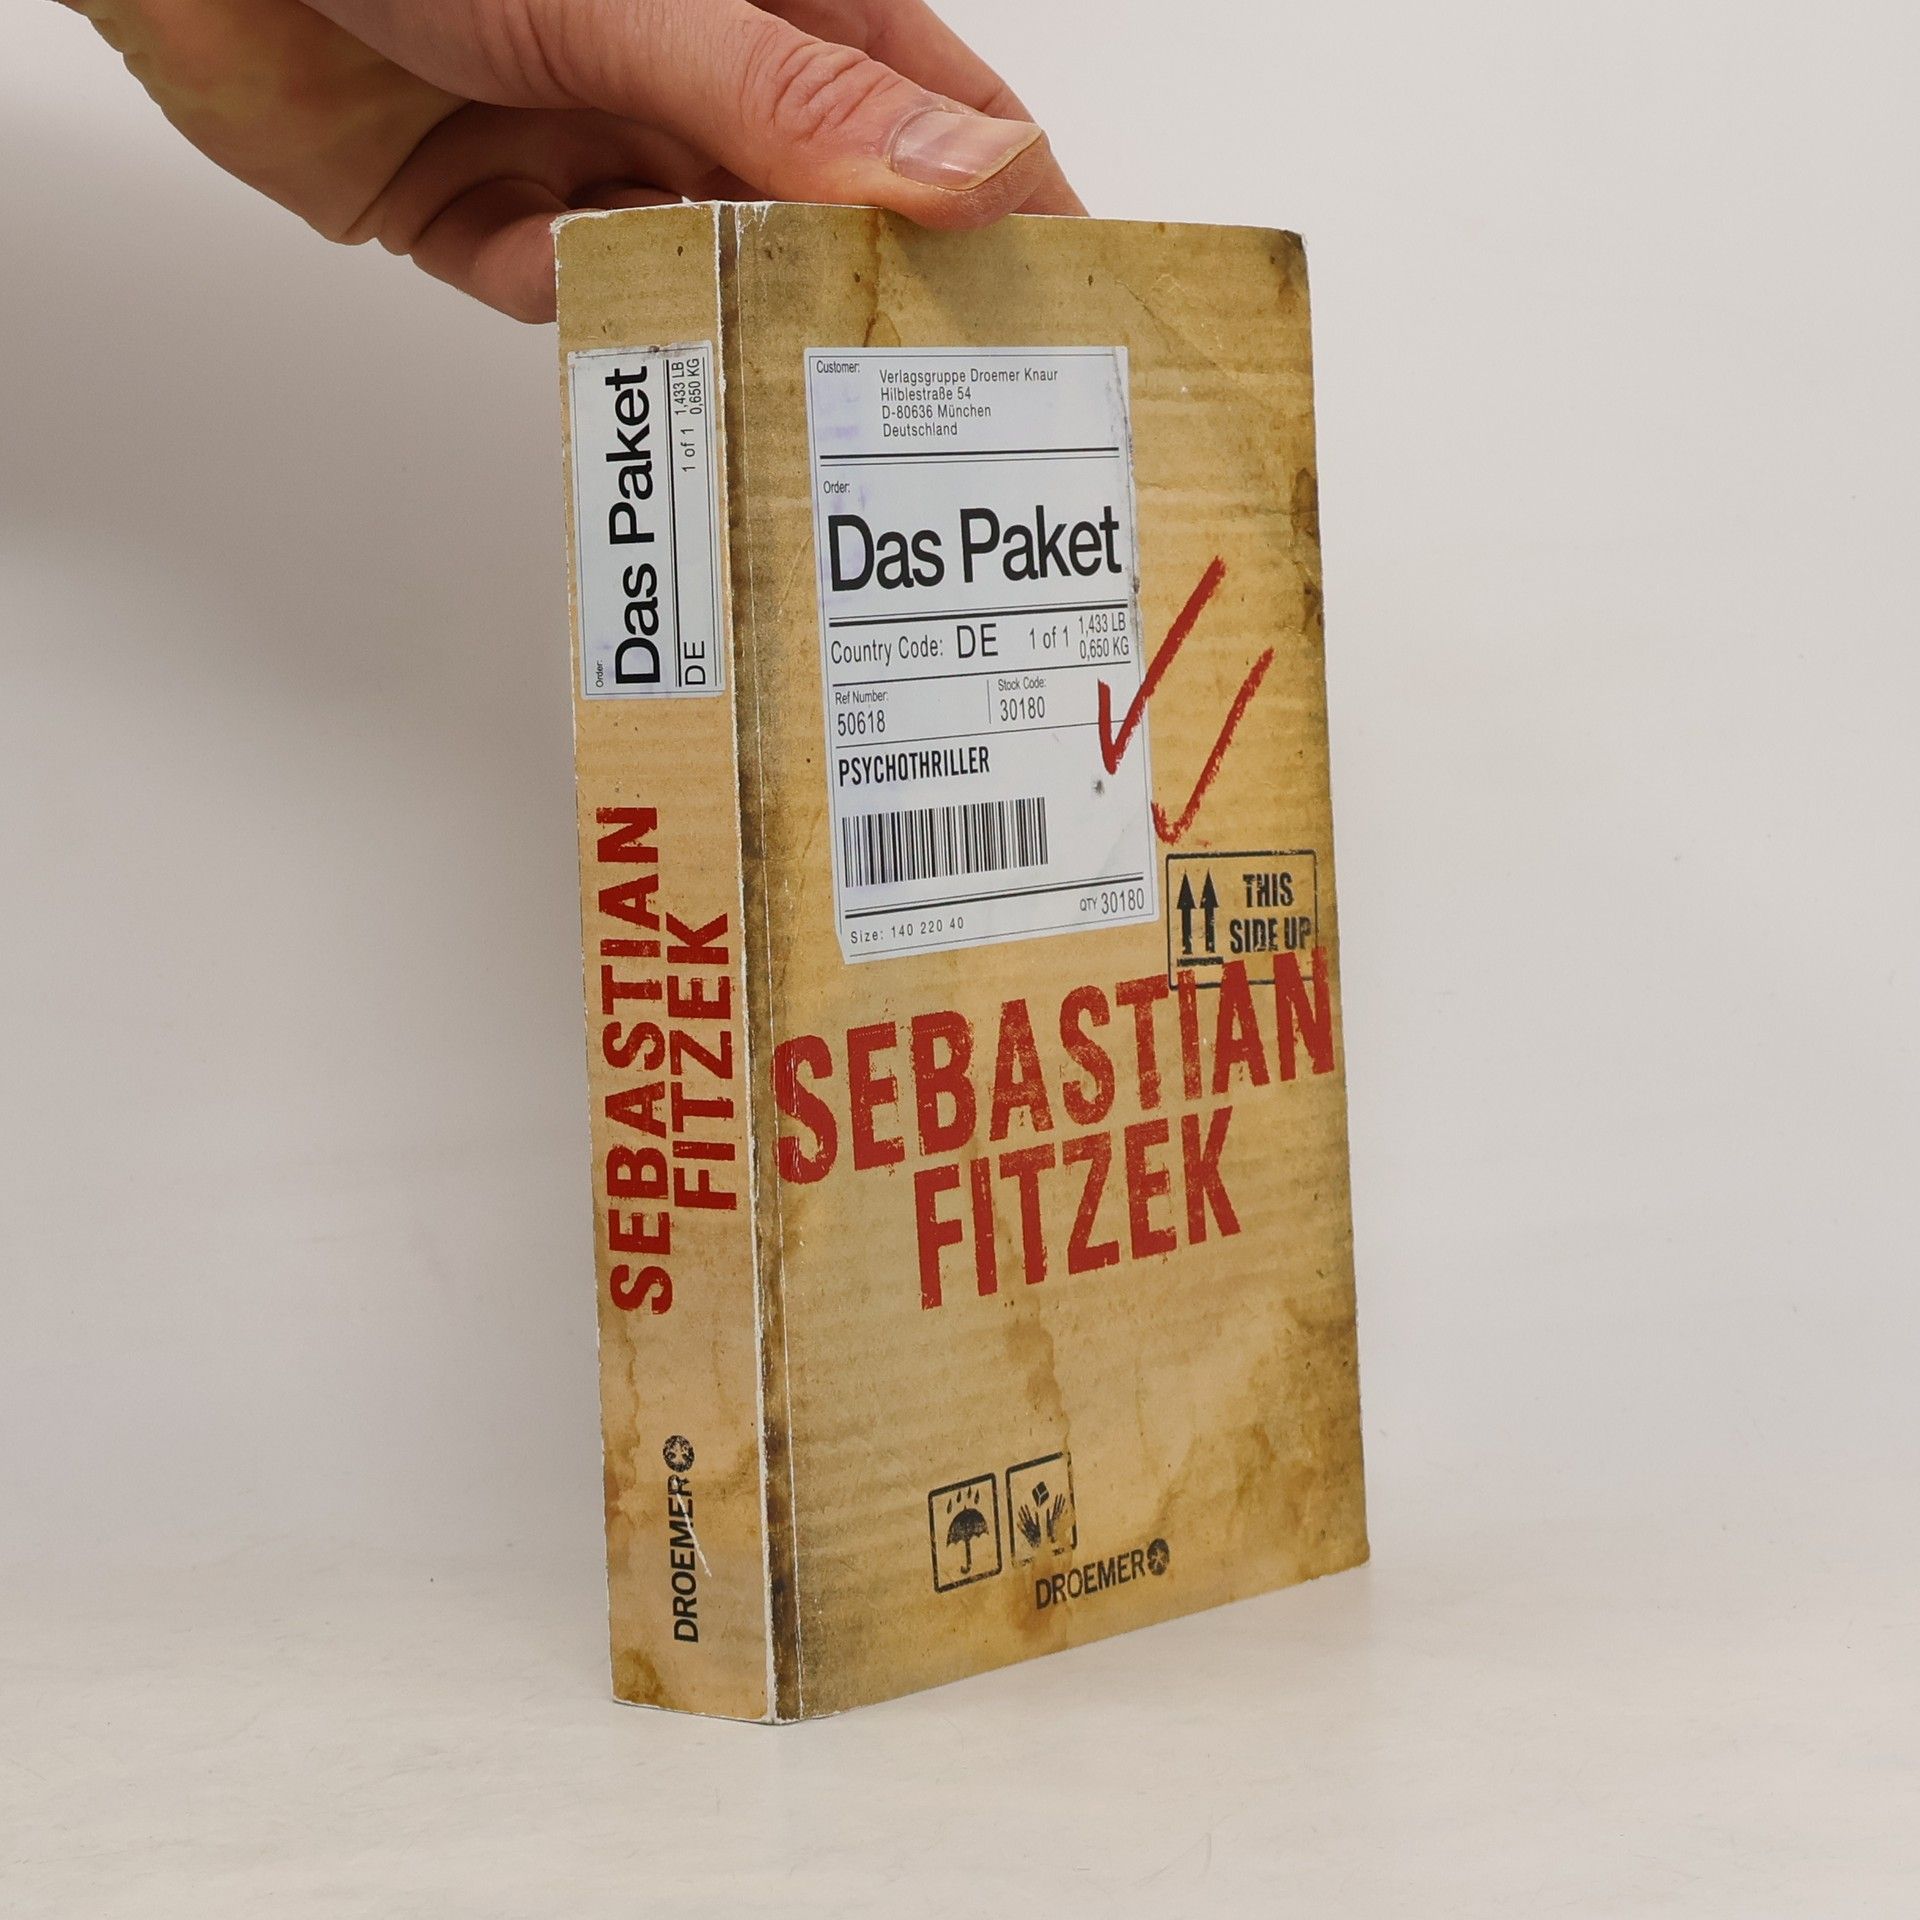 Order:
Das Paket
DE 1 of 1 1,433 LB
0,650 KG
SEBASTIAN
FITZEK
DROEMER
Customer:
Verlagsgruppe Droemer Knaur
Hilblestraße 54
D-80636 München
Deutschland
Order:
Das Paket
Country Code: DE 1 of 1 1,433 LB
0,650 KG
Ref Number: Stock Code:
50618 30180
PSYCHOTHRILLER
QTY 30180
Size: 140 220 40
THIS
SIDE UP
SEBASTIAN
FITZEK
DROEMER